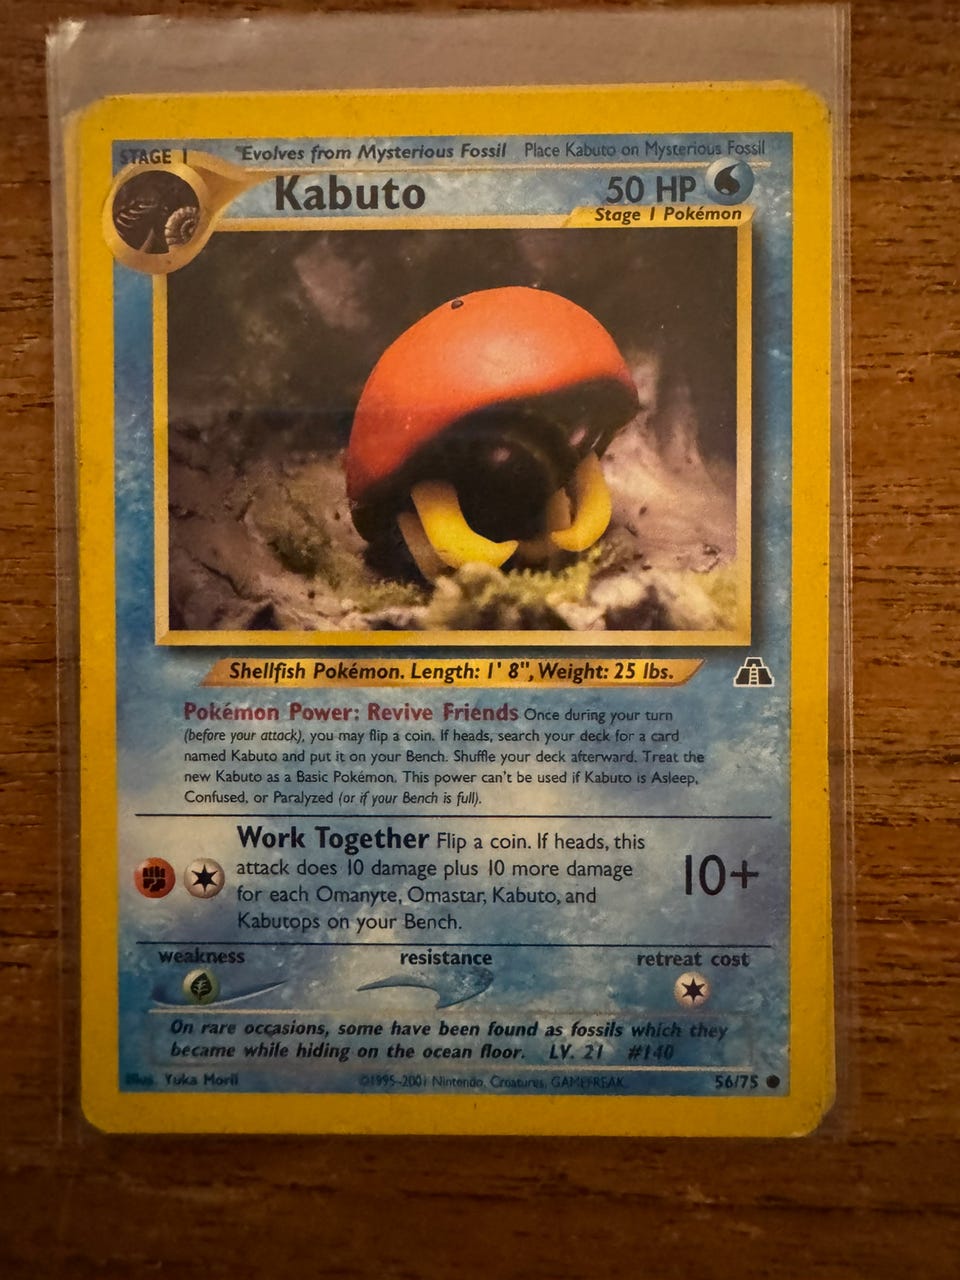 STAGE 1 Evolves from Mysterious Fossil Place Kabuto on Mysterious Fossil
Kabuto 50 HP
Stage 1 Pokémon
Shellfish Pokémon. Length: 1' 8", Weight: 25 lbs.
Pokémon Power: Revive Friends Once during your turn
(before your attack), you may flip a coin. If heads, search your deck for a card
named Kabuto and put it on your Bench. Shuffle your deck afterward. Treat the
new Kabuto as a Basic Pokémon. This power can't be used if Kabuto is Asleep,
Confused, or Paralyzed (or if your Bench is full).
Work Together Flip a coin. If heads, this
attack does 10 damage plus 10 more damage
for each Omanyte, Omastar, Kabuto, and
Kabutops on your Bench.
10+
weakness resistance retreat cost
On rare occasions, some have been found as fossils which they
became while hiding on the ocean floor. LV. 21 #140
Illus. Yuka Morii ©1995-2001 Nintendo, Creatures, GAMEFREAK. 56/75